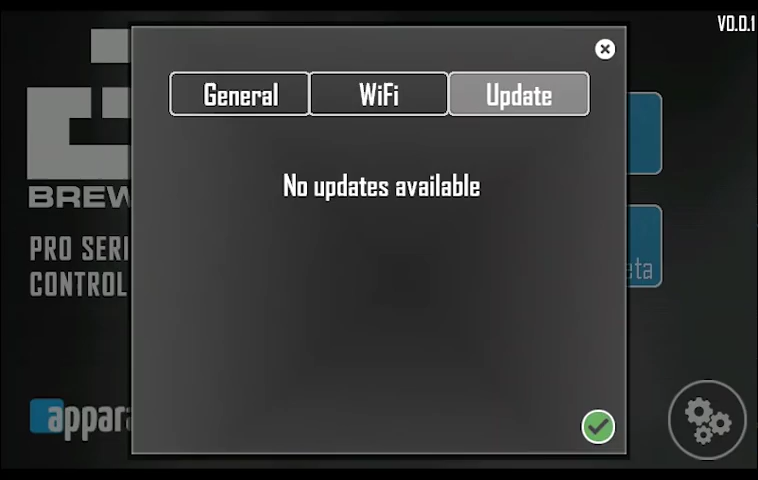 V0.0.1
General WiFi Update
No updates available
BREW
PRO SERI
CONTROL
eta
appara